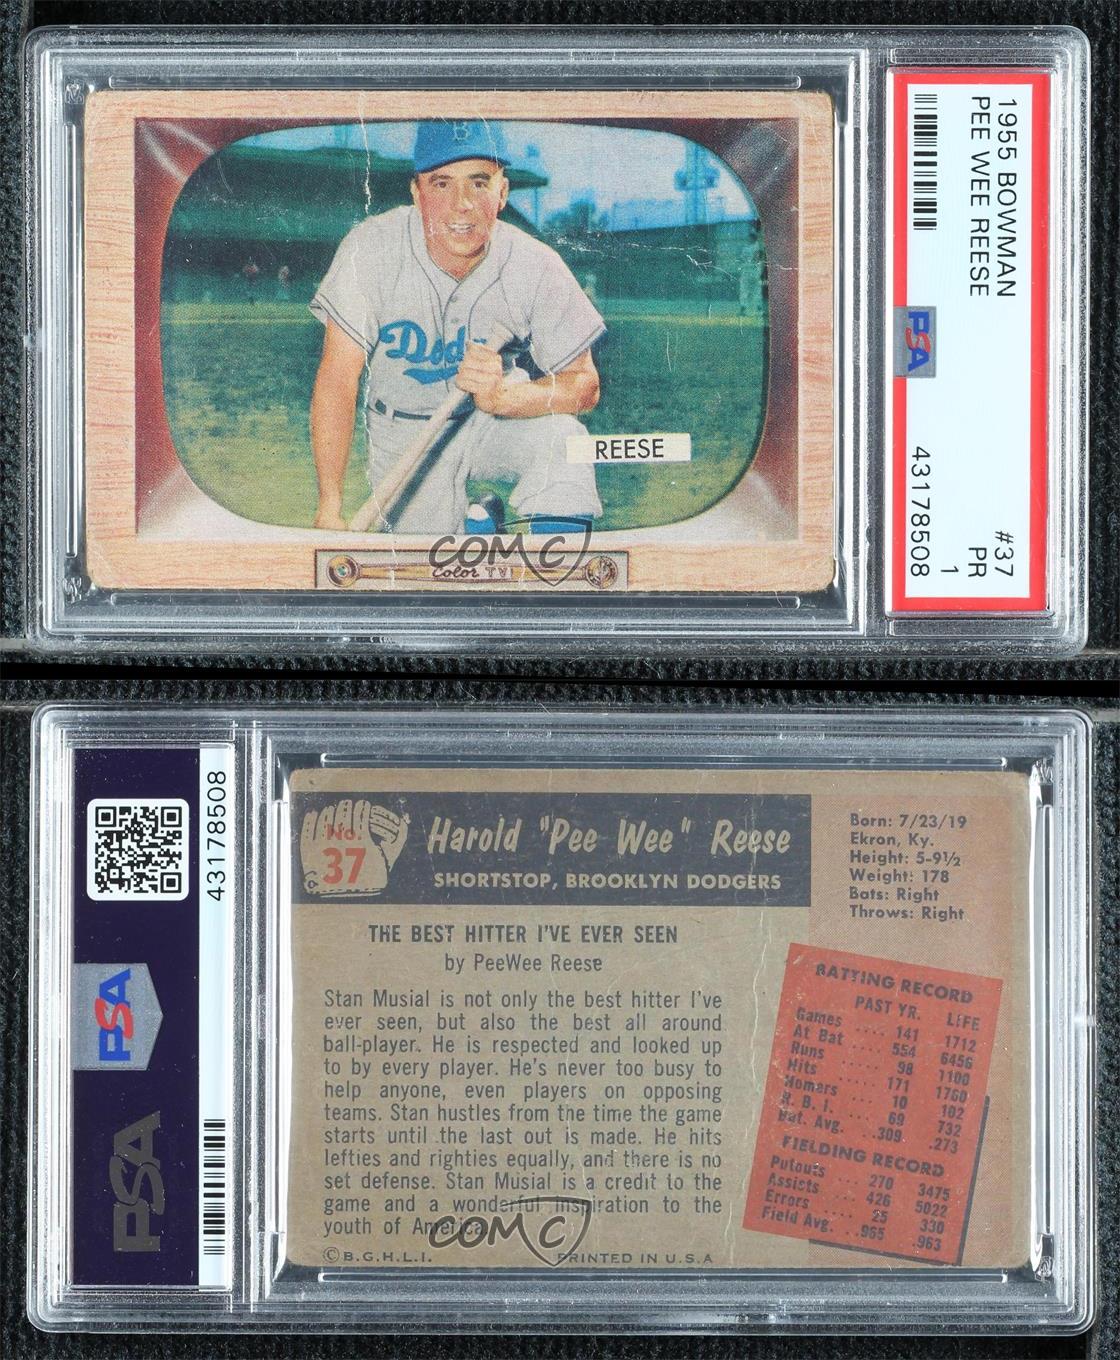 1955 BOWMAN
PEE WEE REESE
#37
PR
1
PSA
43178508
B
Dod
REESE
Color TV
COMC
43178508
PSA
PSA
No.
37
Harold "Pee Wee" Reese
SHORTSTOP, BROOKLYN DODGERS
Born: 7/23/19
Ekron, Ky.
Height: 5-9½
Weight: 178
Bats: Right
Throws: Right
THE BEST HITTER I'VE EVER SEEN
by PeeWee Reese
Stan Musial is not only the best hitter I've
ever seen, but also the best all around
ball-player. He is respected and looked up
to by every player. He's never too busy to
help anyone, even players on opposing
teams. Stan hustles from the time the game
starts until the last out is made. He hits
lefties and righties equally, and there is no
set defense. Stan Musial is a credit to the
game and a wonderful inspiration to the
youth of America.
BATTING RECORD
PAST YR. LIFE
Games .... 141 1712
At Bat .... 554 6456
Runs .... 98 1100
Hits .... 171 1760
Homers .... 10 102
R. B. I. .... 69 732
Bat. Avg. .309 .273
FIELDING RECORD
Putouts .... 270 3475
Assists .... 426 5022
Errors .... 25 330
Field Avg. .965 .963
©B.G.H.L.I. PRINTED IN U.S.A
COMC